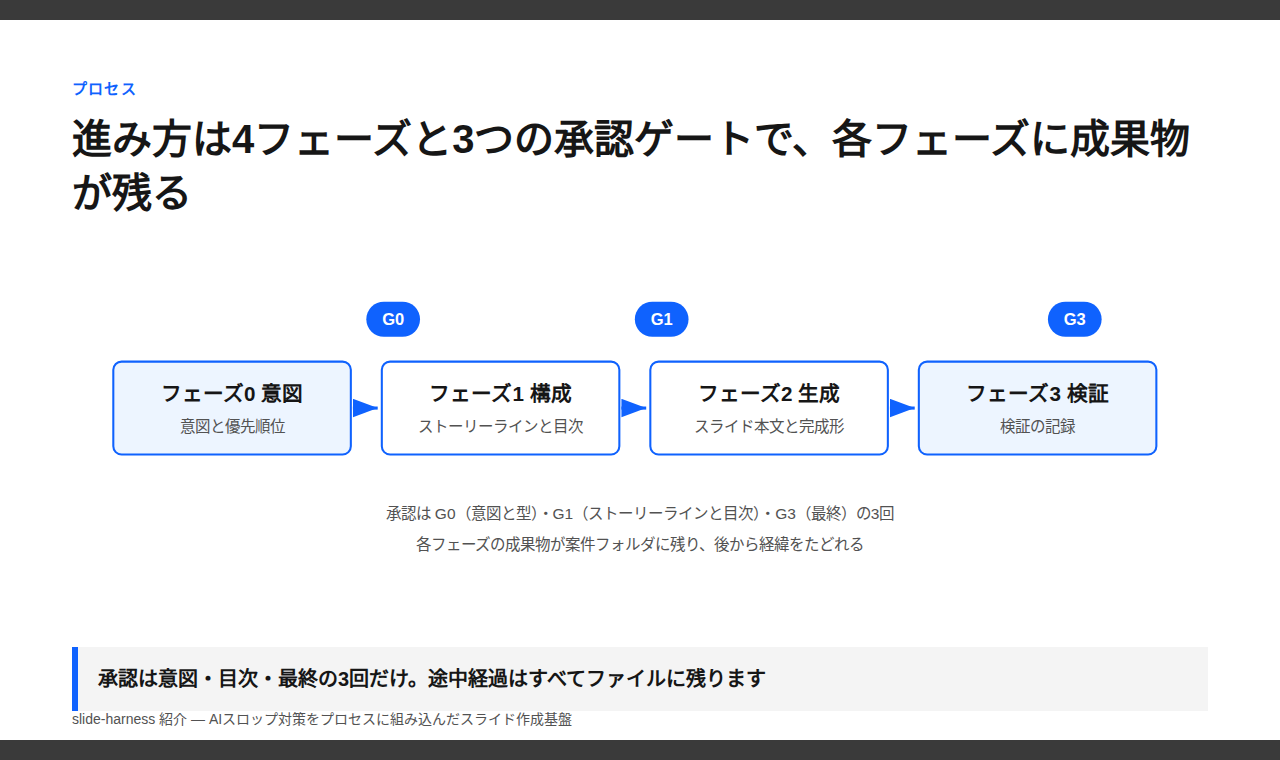 プロセス
進み方は4フェーズと3つの承認ゲートで、各フェーズに成果物
が残る
G0
G1
G3
フェーズ0 意図
意図と優先順位
フェーズ1 構成
ストーリーラインと目次
フェーズ2 生成
スライド本文と完成形
フェーズ3 検証
検証の記録
承認は G0（意図と型）・G1（ストーリーラインと目次）・G3（最終）の3回
各フェーズの成果物が案件フォルダに残り、後から経緯をたどれる
承認は意図・目次・最終の3回だけ。途中経過はすべてファイルに残ります
slide-harness 紹介 — AIスロップ対策をプロセスに組み込んだスライド作成基盤